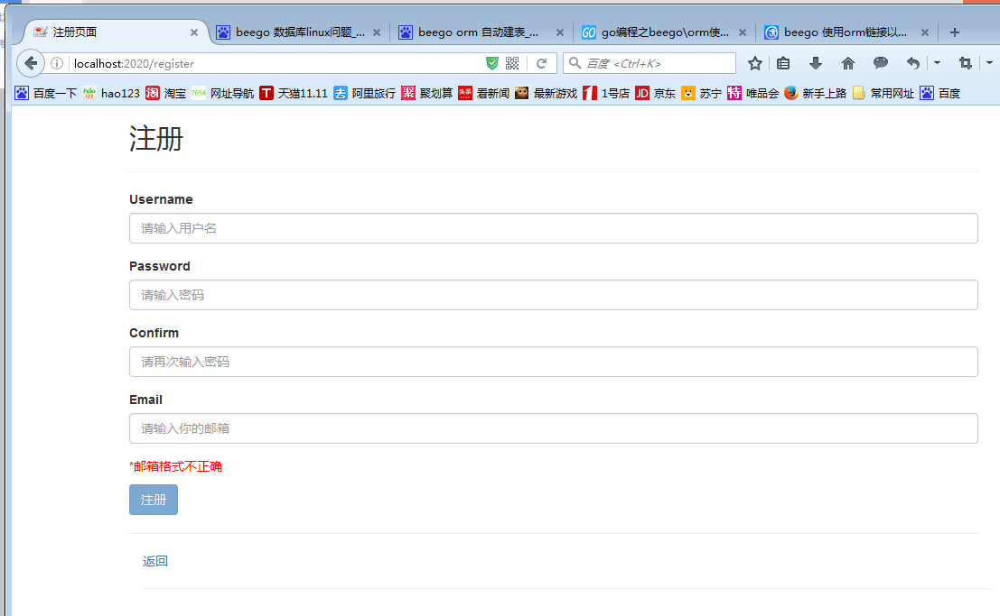 注册页面
beego 数据库linux问题_...
beego orm 自动建表_...
go编程之beego\orm使...
beego 使用orm链接以...
localhost:2020/register
百度 <Ctrl+K>
百度一下 hao123 淘宝 网址导航 天猫11.11 阿里旅行 聚划算 看新闻 最新游戏 1号店 京东 苏宁 唯品会 新手上路 常用网址 百度
注册
Username
请输入用户名
Password
请输入密码
Confirm
请再次输入密码
Email
请输入你的邮箱
*邮箱格式不正确
注册
返回